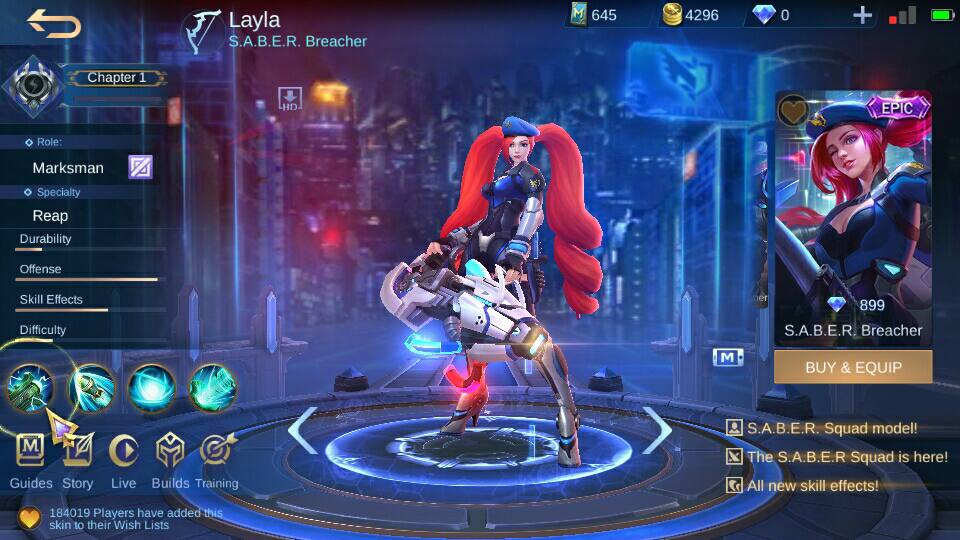 Layla
S.A.B.E.R. Breacher
645
4296
0
Chapter 1
HD
Role:
Marksman
Specialty
Reap
Durability
Offense
Skill Effects
Difficulty
EPIC
899
S.A.B.E.R. Breacher
M
BUY & EQUIP
S.A.B.E.R. Squad model!
The S.A.B.E.R Squad is here!
All new skill effects!
Guides
Story
Live
Builds
Training
184019 Players have added this
skin to their Wish Lists